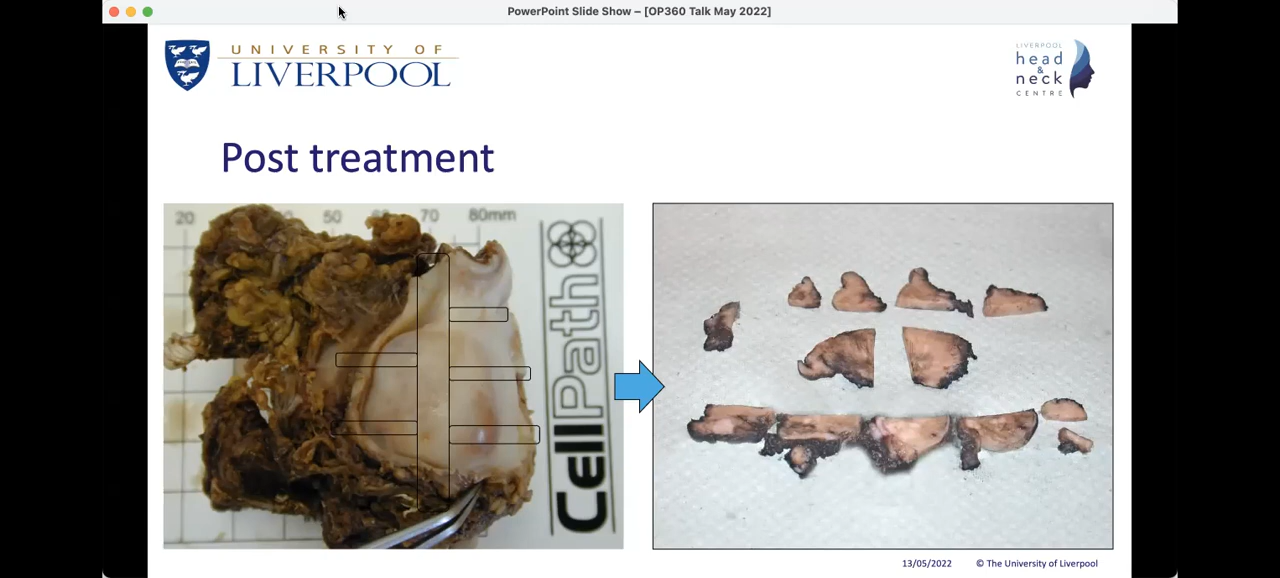 PowerPoint Slide Show – [OP360 Talk May 2022]
UNIVERSITY OF
LIVERPOOL
LIVERPOOL
head
&
neck
CENTRE
Post treatment
20 50 70 80mm
CellPath
13/05/2022 © The University of Liverpool